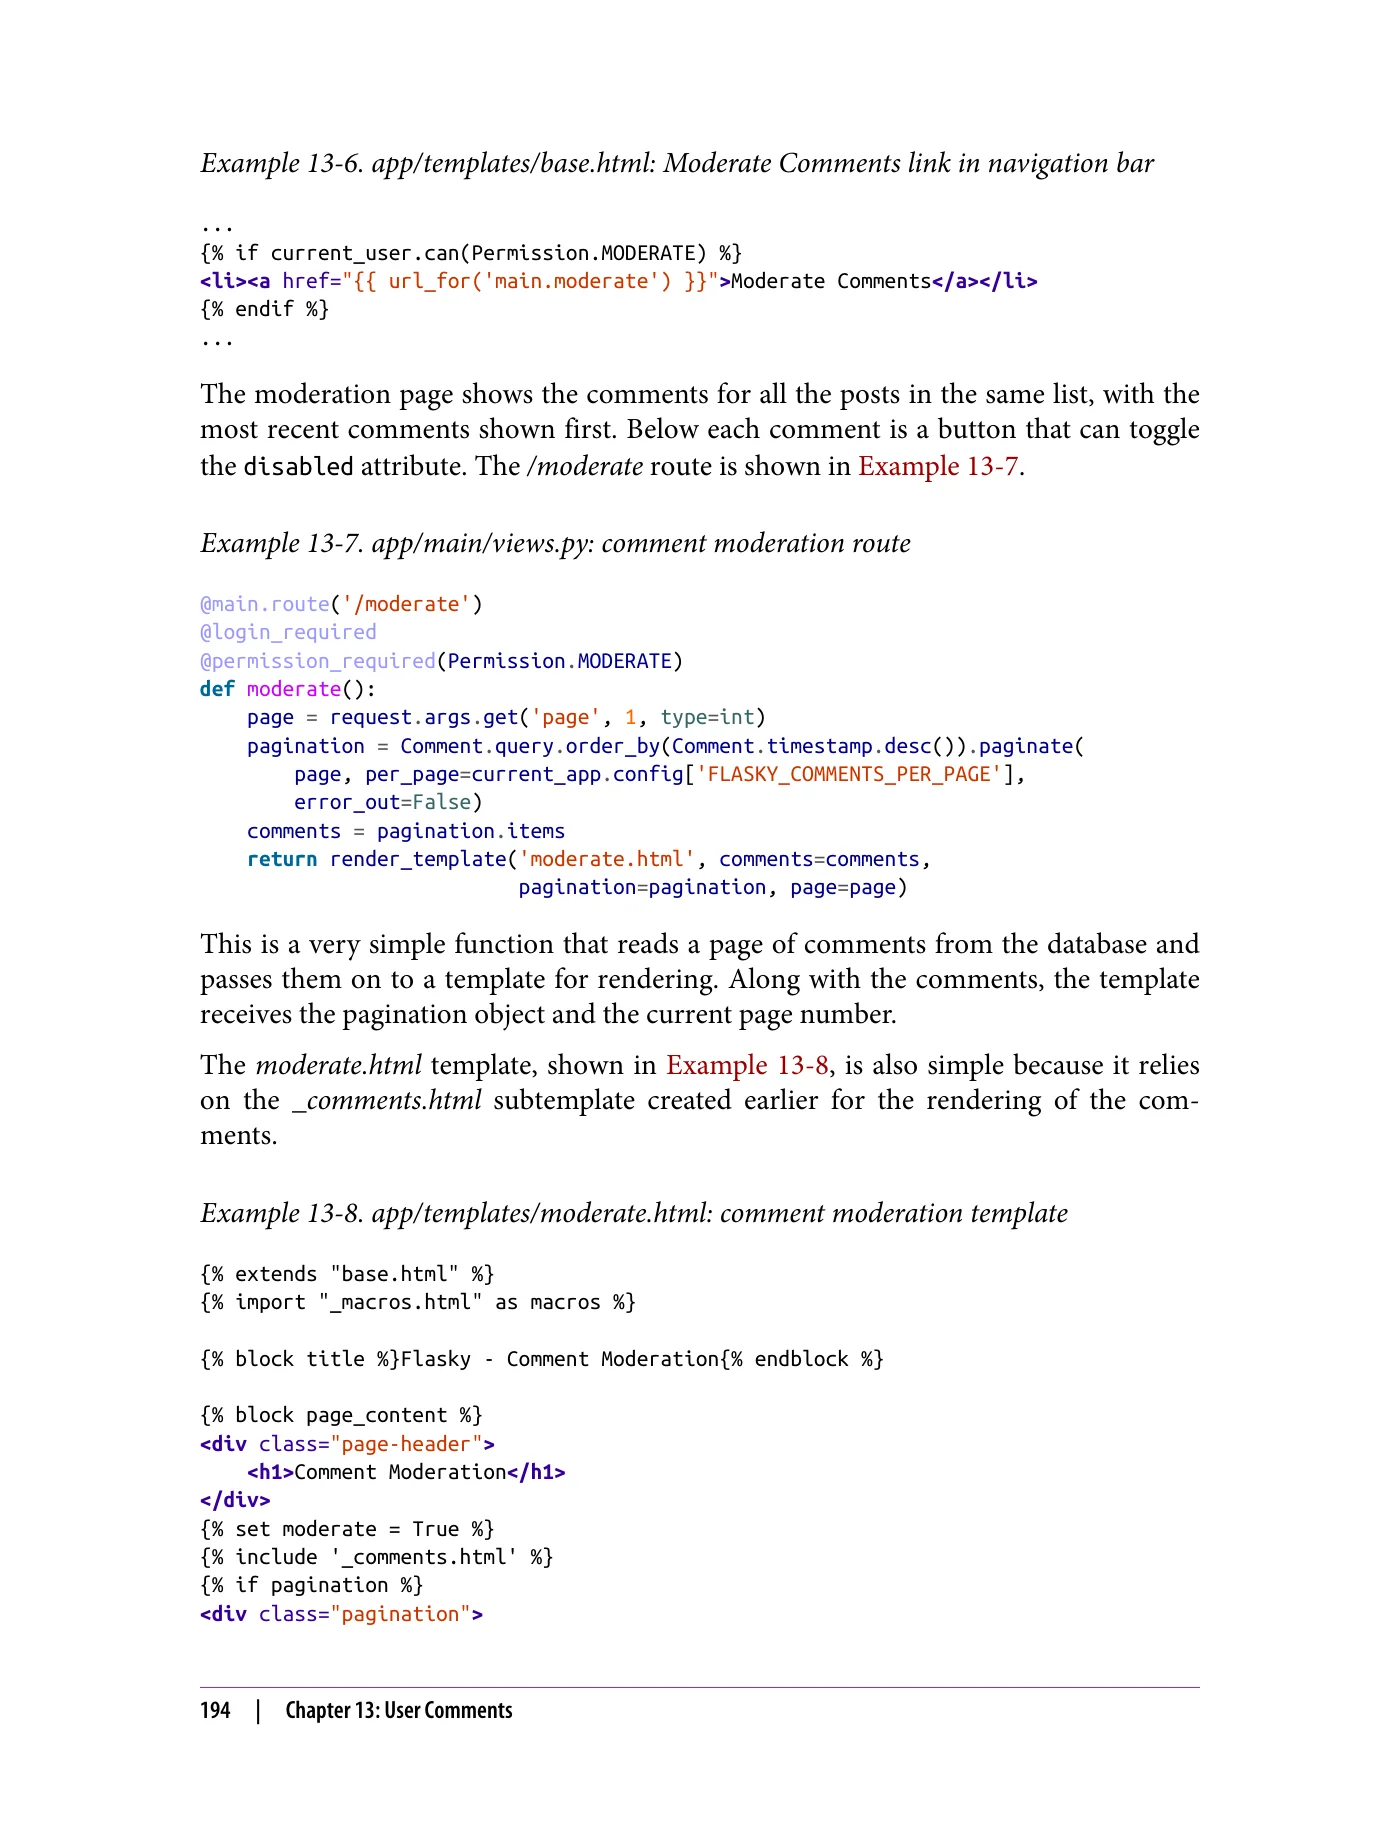 Example 13-6. app/templates/base.html: Moderate Comments link in navigation bar
...
{% if current_user.can(Permission.MODERATE) %}
<li><a href="{{ url_for('main.moderate') }}">Moderate Comments</a></li>
{% endif %}
...
The moderation page shows the comments for all the posts in the same list, with the
most recent comments shown first. Below each comment is a button that can toggle
the disabled attribute. The /moderate route is shown in Example 13-7.
Example 13-7. app/main/views.py: comment moderation route
@main.route('/moderate')
@login_required
@permission_required(Permission.MODERATE)
def moderate():
    page = request.args.get('page', 1, type=int)
    pagination = Comment.query.order_by(Comment.timestamp.desc()).paginate(
        page, per_page=current_app.config['FLASKY_COMMENTS_PER_PAGE'],
        error_out=False)
    comments = pagination.items
    return render_template('moderate.html', comments=comments,
                           pagination=pagination, page=page)
This is a very simple function that reads a page of comments from the database and
passes them on to a template for rendering. Along with the comments, the template
receives the pagination object and the current page number.
The moderate.html template, shown in Example 13-8, is also simple because it relies
on the _comments.html subtemplate created earlier for the rendering of the com-
ments.
Example 13-8. app/templates/moderate.html: comment moderation template
{% extends "base.html" %}
{% import "_macros.html" as macros %}
{% block title %}Flasky - Comment Moderation{% endblock %}
{% block page_content %}
<div class="page-header">
    <h1>Comment Moderation</h1>
</div>
{% set moderate = True %}
{% include '_comments.html' %}
{% if pagination %}
<div class="pagination">
194 | Chapter 13: User Comments